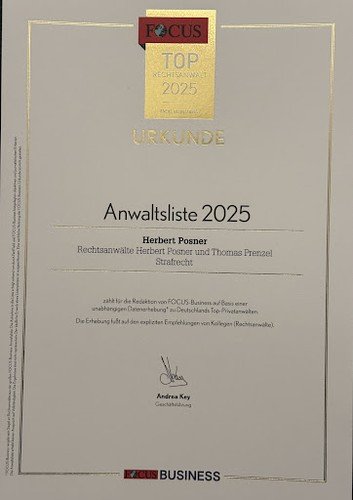 FOCUS
TOP
RECHTSANWALT
2025
URKUNDE
Anwaltsliste 2025
Herbert Posner
Rechtsanwälte Herbert Posner und Thomas Prenzel
Strafrecht
zählt für die Redaktion von FOCUS-Business auf Basis einer
unabhängigen Datenerhebung* zu Deutschlands Top-Privatanwälten.
Die Erhebung fußt auf den expliziten Empfehlungen von Kollegen (Rechtsanwälte).
Andrea Key
Geschäftsführung
FOCUS BUSINESS